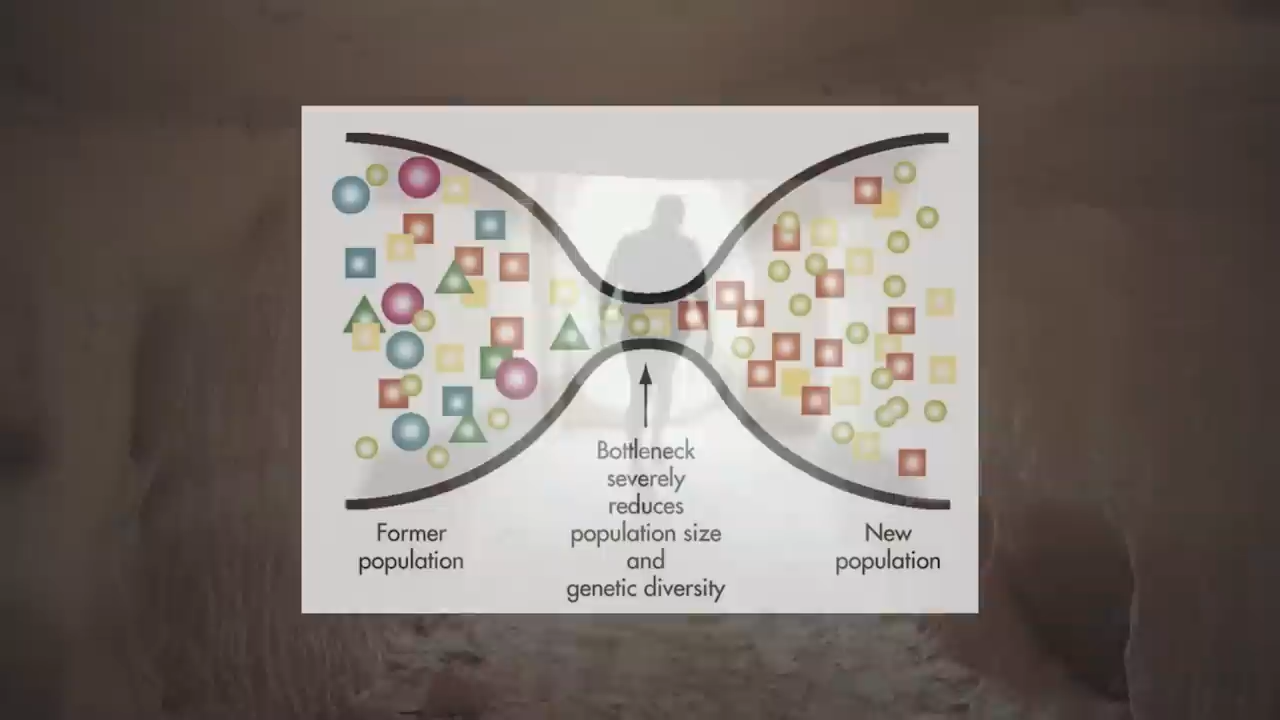 Bottleneck
severely
reduces
population size
and
genetic diversity
Former
population
New
population